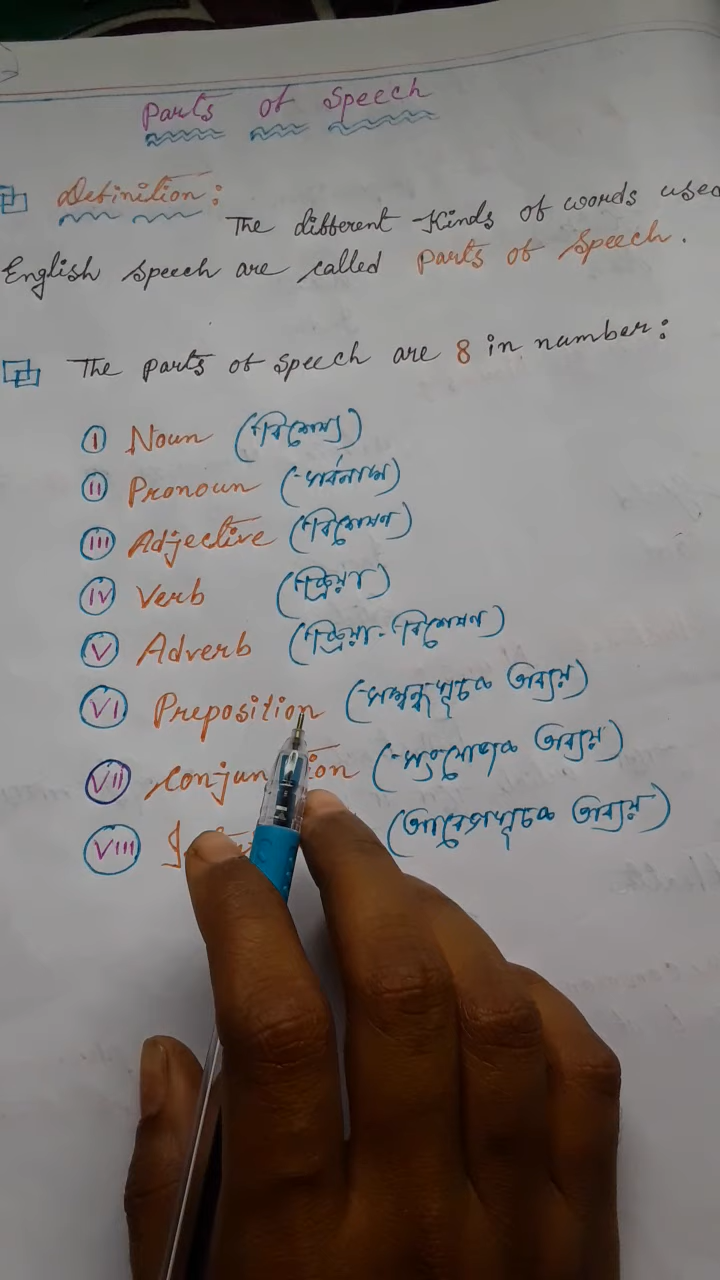 Parts of Speech
Definition:
The different kinds of words used
English speech are called Parts of Speech.
The parts of speech are 8 in number:
I Noun (বিশেষ্য)
II Pronoun (সর্বনাম)
III Adjective (বিশেষণ)
IV Verb (ক্রিয়া)
V Adverb (ক্রিয়া-বিশেষণ)
VI Preposition (সম্বন্ধসূচক অব্যয়)
VII (সংযোজক অব্যয়)
VIII (আবেগসূচক অব্যয়)